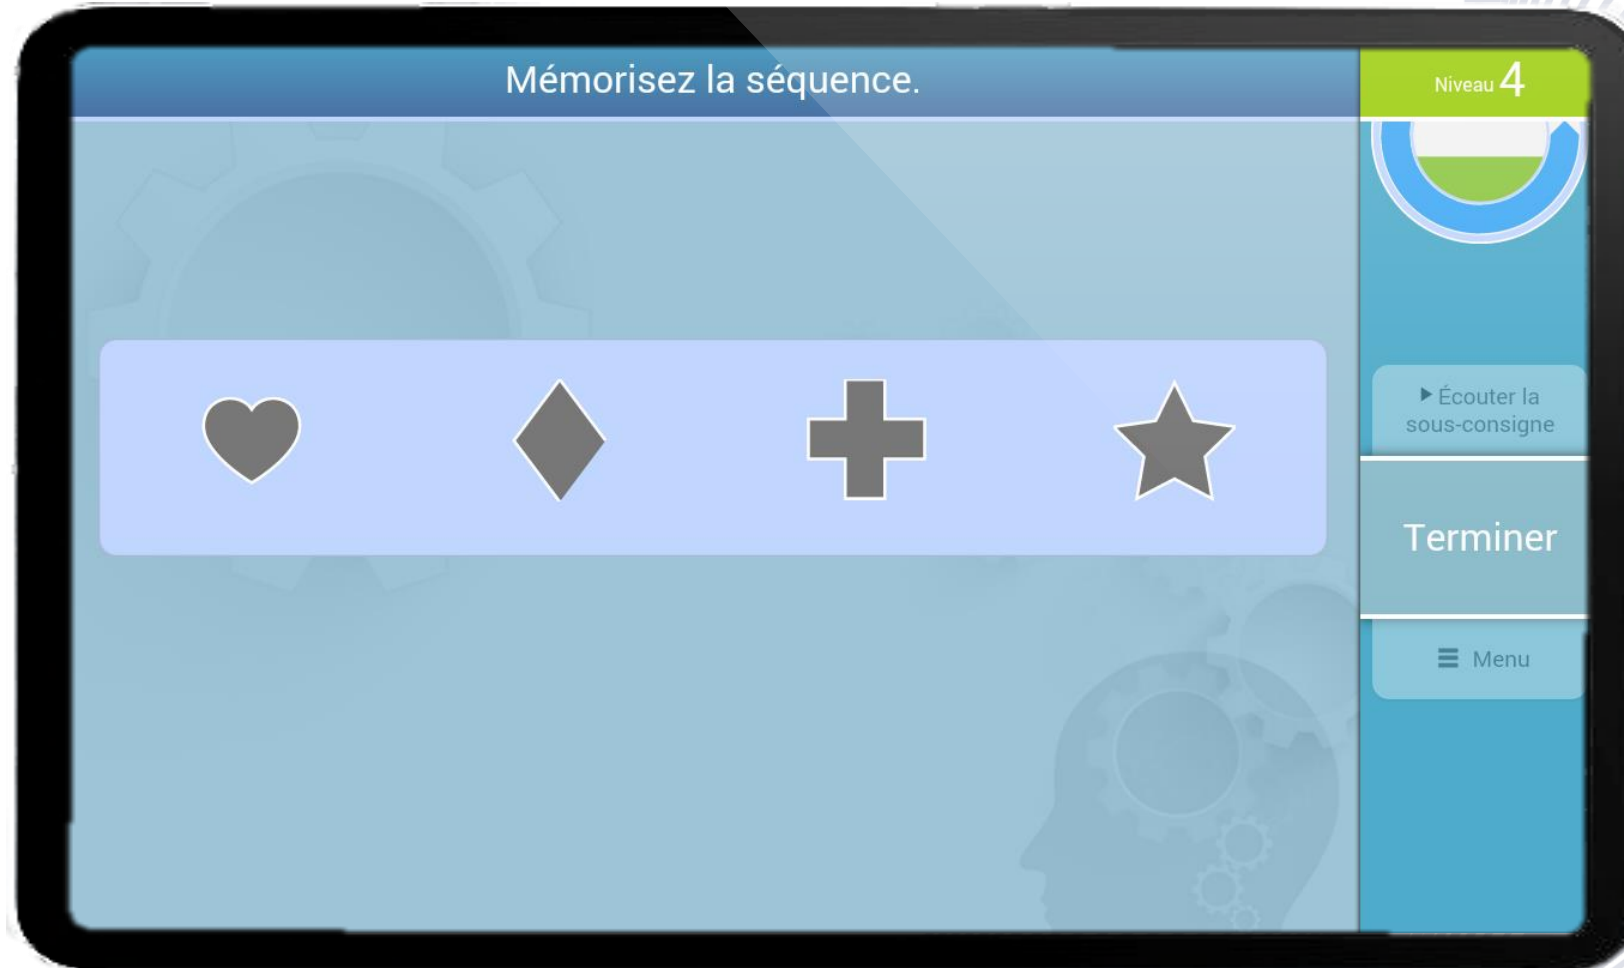 Mémorisez la séquence.
Niveau 4
Écouter la
sous-consigne
Terminer
Menu